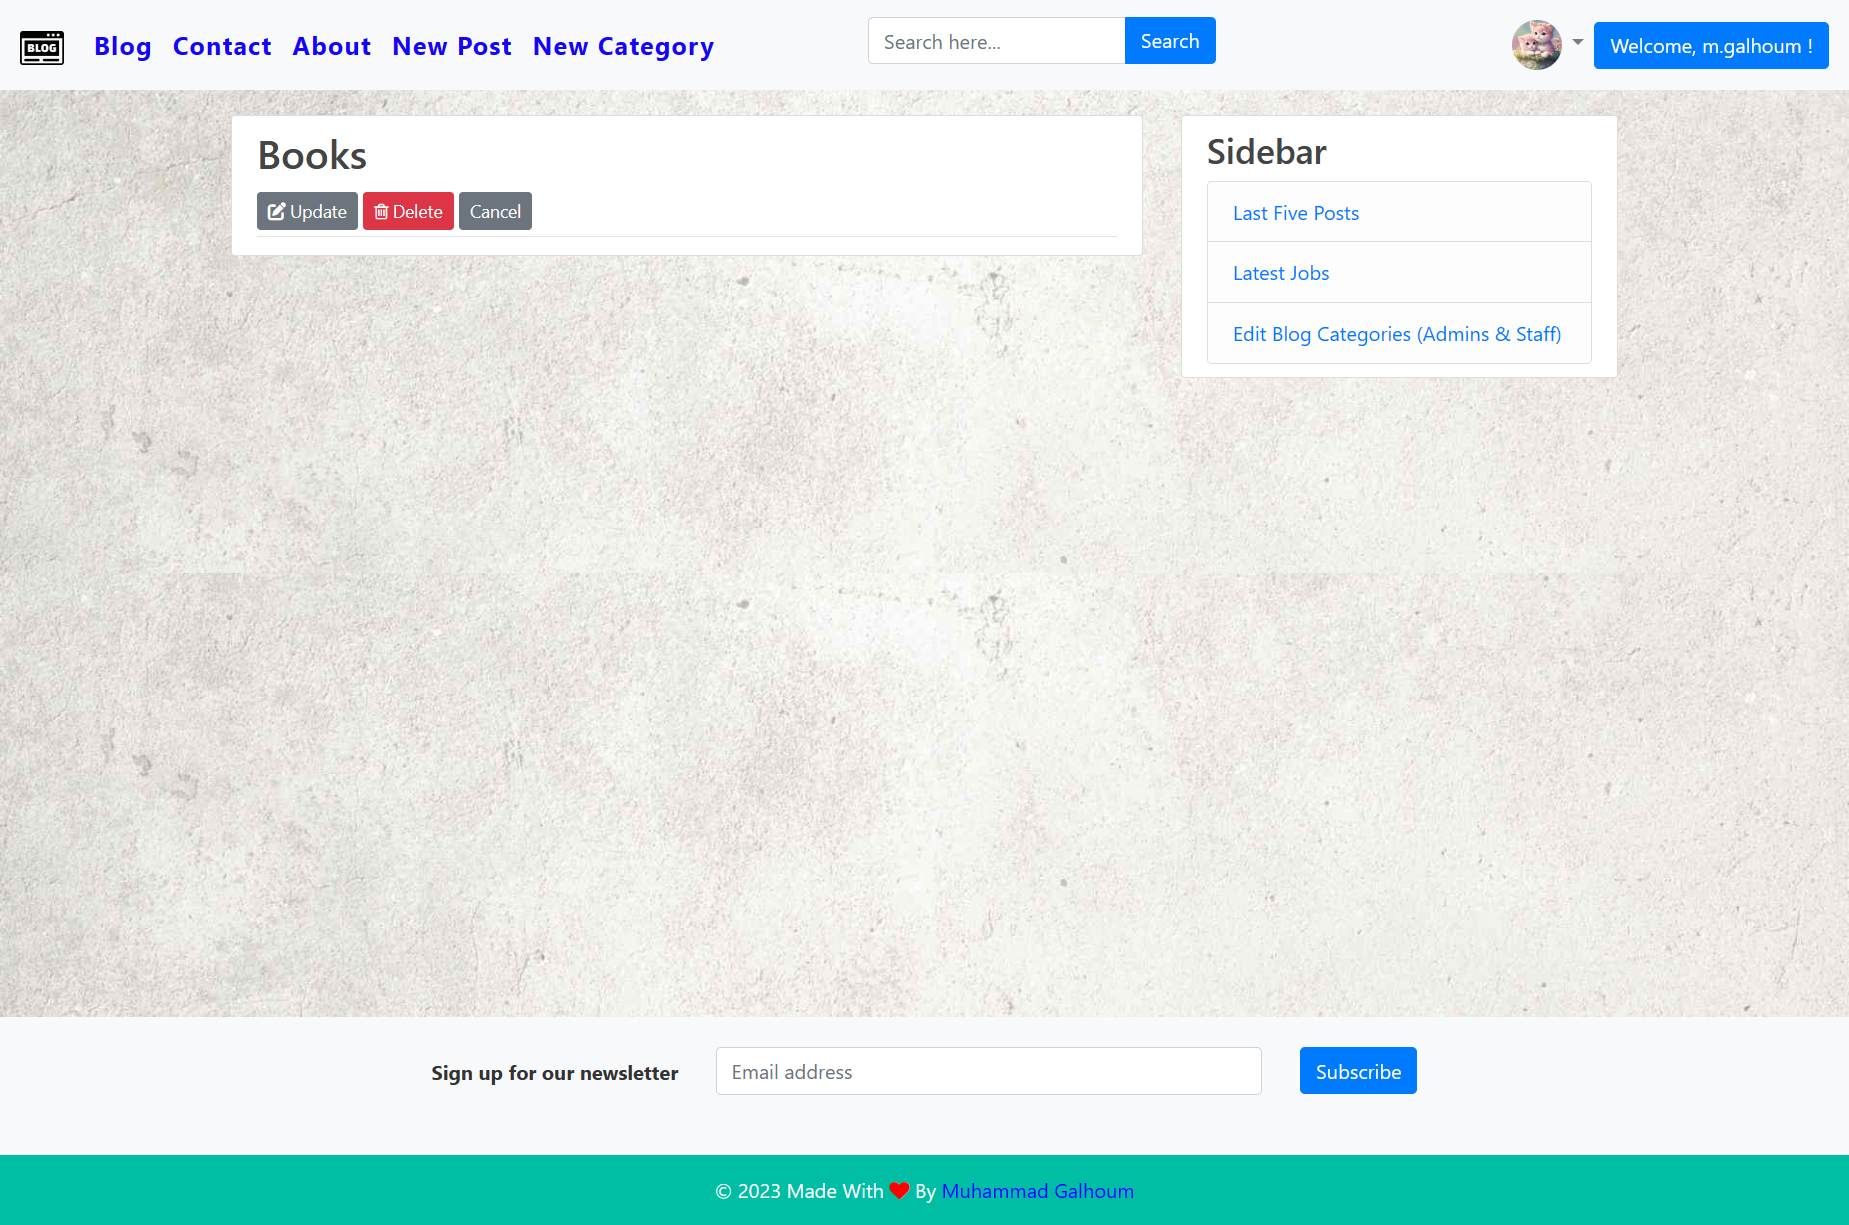 BLOG Blog Contact About New Post New Category Search here... Search Welcome, m.galhoum !
Books
Update Delete Cancel
Sidebar
Last Five Posts
Latest Jobs
Edit Blog Categories (Admins & Staff)
Sign up for our newsletter Email address Subscribe
© 2023 Made With ❤ By Muhammad Galhoum